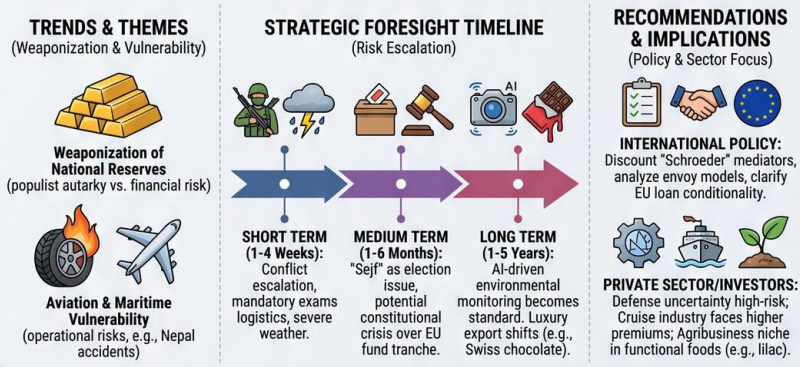 TRENDS & THEMES
(Weaponization & Vulnerability)
Weaponization of
National Reserves
(populist autarky vs. financial risk)
Aviation & Maritime
Vulnerability
(operational risks, e.g., Nepal
accidents)
STRATEGIC FORESIGHT TIMELINE
(Risk Escalation)
AI
SHORT TERM
(1-4 Weeks):
Conflict
escalation,
mandatory exams
logistics, severe
weather.
MEDIUM TERM
(1-6 Months):
"Sejf" as election
issue,
potential
constitutional
crisis over EU
fund tranche.
LONG TERM
(1-5 Years):
AI-driven
environmental
monitoring becomes
standard. Luxury
export shifts (e.g.,
Swiss chocolate).
RECOMMENDATIONS
& IMPLICATIONS
(Policy & Sector Focus)
INTERNATIONAL POLICY:
Discount "Schroeder" mediators,
analyze envoy models, clarify
EU loan conditionality.
PRIVATE SECTOR/INVESTORS:
Defense uncertainty high-risk;
Cruise industry faces higher
premiums; Agribusiness niche
in functional foods (e.g., lilac).